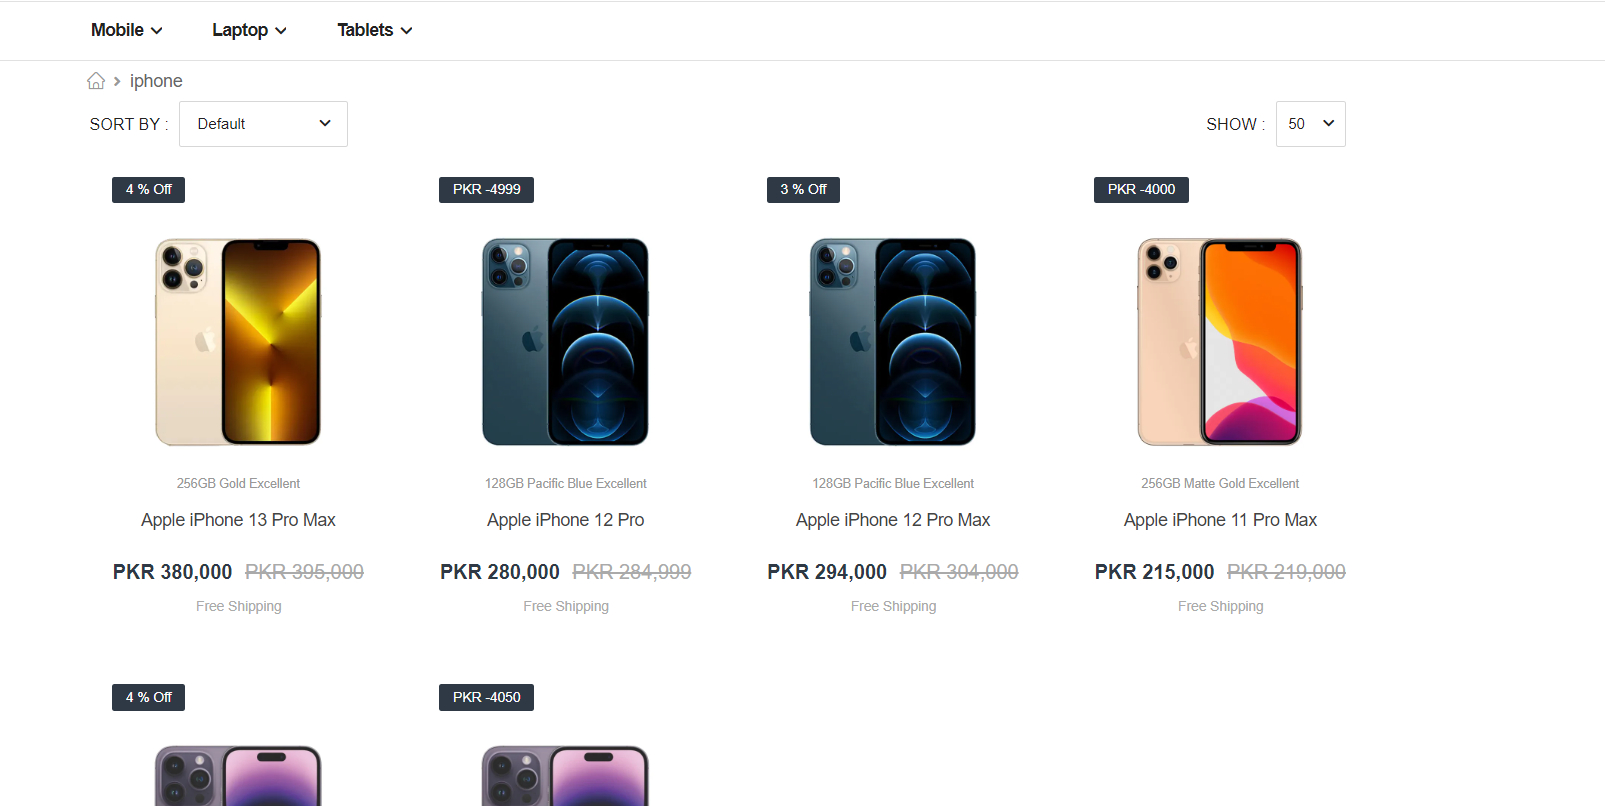 Mobile Laptop Tablets
iphone
SORT BY : Default SHOW : 50
4 % Off PKR -4999 3 % Off PKR -4000
256GB Gold Excellent 128GB Pacific Blue Excellent 128GB Pacific Blue Excellent 256GB Matte Gold Excellent
Apple iPhone 13 Pro Max Apple iPhone 12 Pro Apple iPhone 12 Pro Max Apple iPhone 11 Pro Max
PKR 380,000 PKR 395,000 PKR 280,000 PKR 284,999 PKR 294,000 PKR 304,000 PKR 215,000 PKR 219,000
Free Shipping Free Shipping Free Shipping Free Shipping
4 % Off PKR -4050